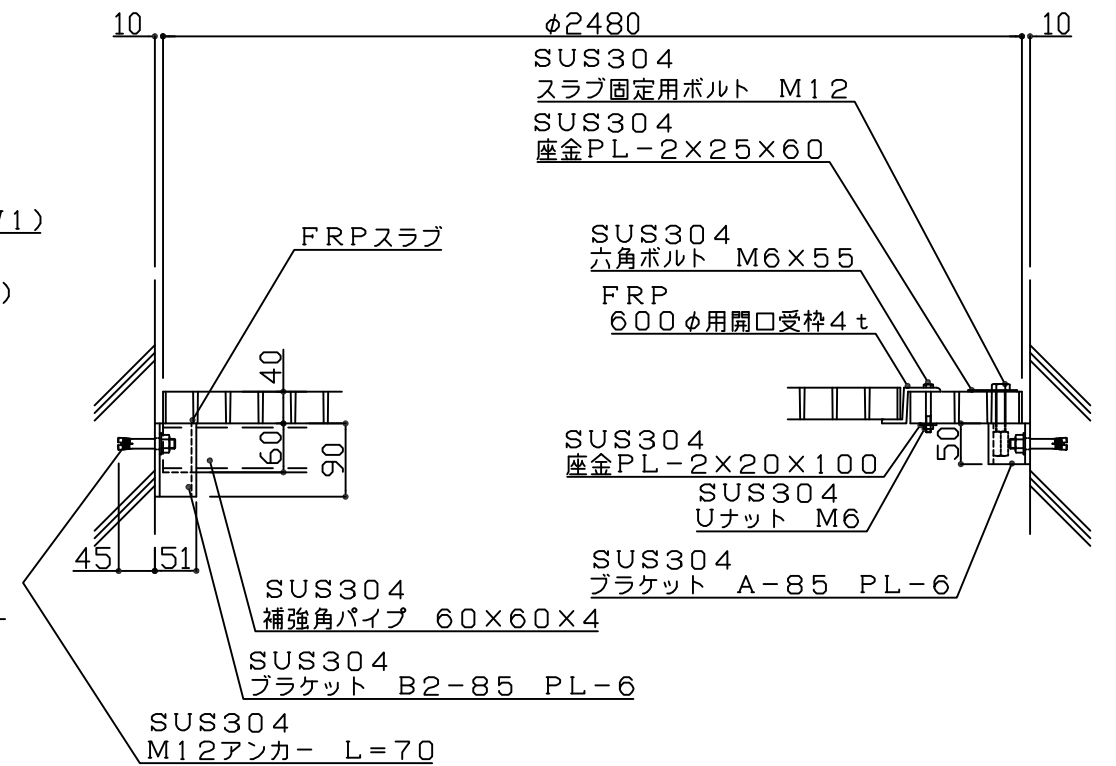 10
φ2480
10
SUS304
スラブ固定用ボルト　M12
SUS304
座金PL-2×25×60
1)
FRPスラブ
SUS304
六角ボルト　M6×55
)
FRP
600φ用開口受枠4t
40
60
90
50
SUS304
座金PL-2×20×100
SUS304
Uナット　M6
45
51
SUS304
ブラケット　A-85　PL-6
SUS304
補強角パイプ　60×60×4
SUS304
ブラケット　B2-85　PL-6
SUS304
M12アンカー　L=70